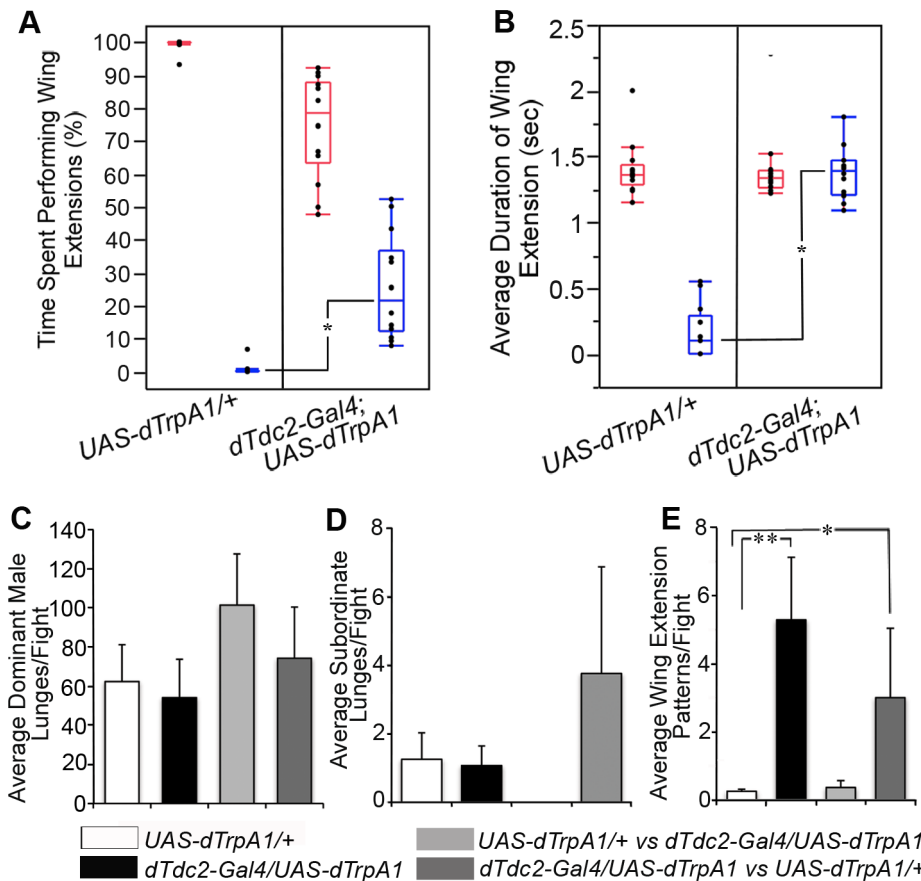 A
Time Spent Performing Wing
Extensions (%)
100
90
80
70
60
50
40
30
20
10
0
*
UAS-dTrpA1/+
dTdc2-Gal4;
UAS-dTrpA1
B
Average Duration of Wing
Extension (sec)
2.5
2
1.5
1
0.5
0
*
UAS-dTrpA1/+
dTdc2-Gal4;
UAS-dTrpA1
C
Average Dominant Male
Lunges/Fight
140
120
100
80
60
40
20
0
D
Average Subordinate
Lunges/Fight
8
6
4
2
0
E
Average Wing Extension
Patterns/Fight
8
6
4
2
0
**
*
UAS-dTrpA1/+
dTdc2-Gal4/UAS-dTrpA1
UAS-dTrpA1/+ vs dTdc2-Gal4/UAS-dTrpA1
dTdc2-Gal4/UAS-dTrpA1 vs UAS-dTrpA1/+